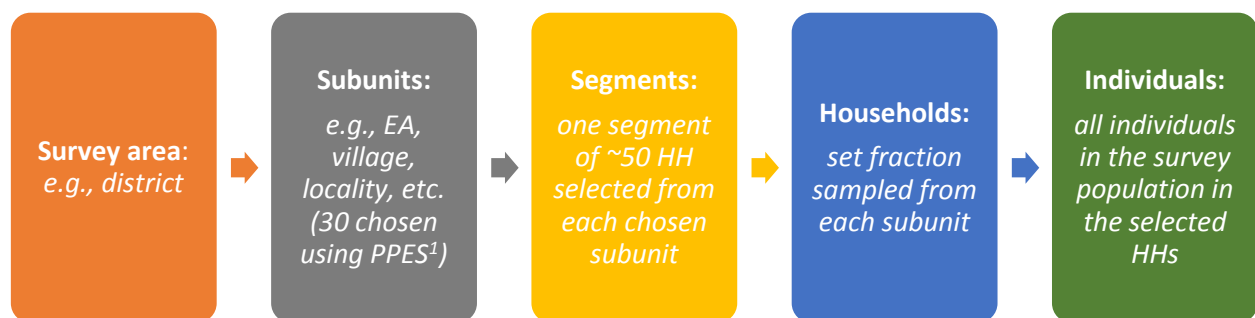 Survey area:
e.g., district
Subunits:
e.g., EA,
village,
locality, etc.
(30 chosen
using PPES¹)
Segments:
one segment
of ~50 HH
selected from
each chosen
subunit
Households:
set fraction
sampled from
each subunit
Individuals:
all individuals
in the survey
population in
the selected
HHs